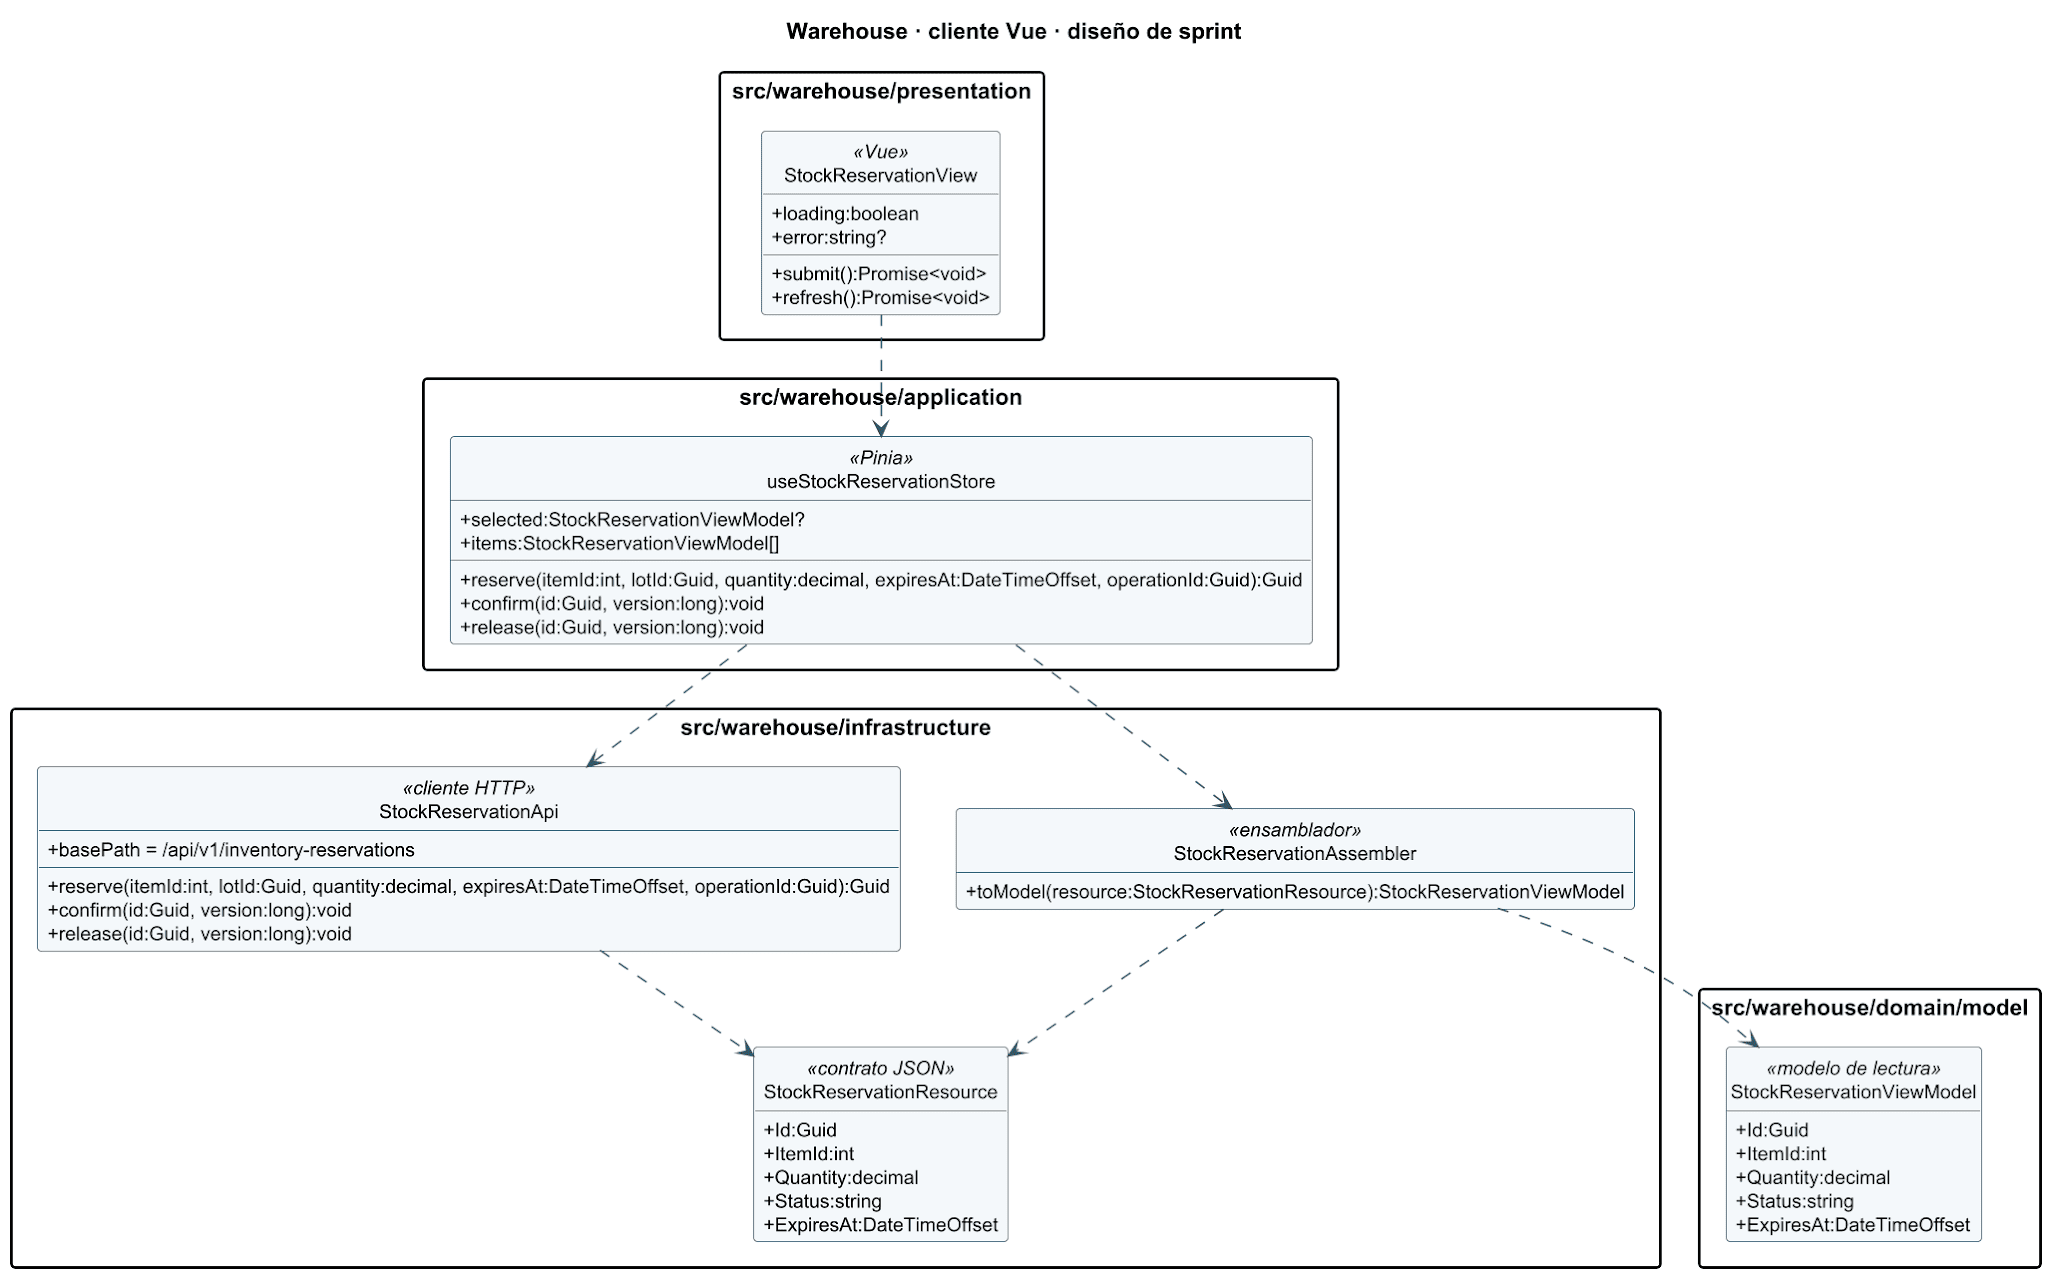 Warehouse · cliente Vue · diseño de sprint
src/warehouse/presentation
«Vue»
StockReservationView
+loading:boolean
+error:string?
+submit():Promise<void>
+refresh():Promise<void>
src/warehouse/application
«Pinia»
useStockReservationStore
+selected:StockReservationViewModel?
+items:StockReservationViewModel[]
+reserve(itemId:int, lotId:Guid, quantity:decimal, expiresAt:DateTimeOffset, operationId:Guid):Guid
+confirm(id:Guid, version:long):void
+release(id:Guid, version:long):void
src/warehouse/infrastructure
«cliente HTTP»
StockReservationApi
+basePath = /api/v1/inventory-reservations
+reserve(itemId:int, lotId:Guid, quantity:decimal, expiresAt:DateTimeOffset, operationId:Guid):Guid
+confirm(id:Guid, version:long):void
+release(id:Guid, version:long):void
«ensamblador»
StockReservationAssembler
+toModel(resource:StockReservationResource):StockReservationViewModel
«contrato JSON»
StockReservationResource
+Id:Guid
+ItemId:int
+Quantity:decimal
+Status:string
+ExpiresAt:DateTimeOffset
src/warehouse/domain/model
«modelo de lectura»
StockReservationViewModel
+Id:Guid
+ItemId:int
+Quantity:decimal
+Status:string
+ExpiresAt:DateTimeOffset